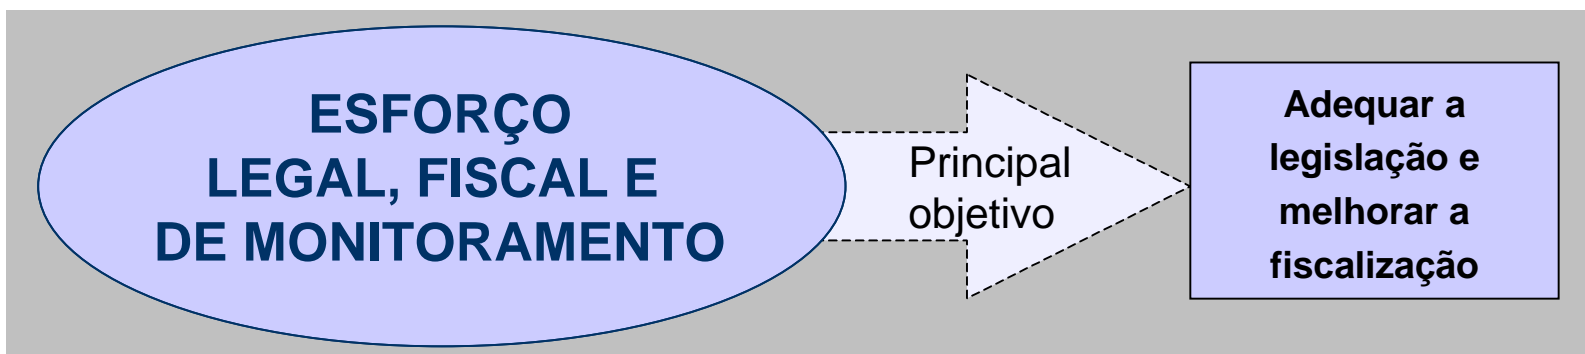 ESFORÇO
LEGAL, FISCAL E
DE MONITORAMENTO
Principal
objetivo
Adequar a
legislação e
melhorar a
fiscalização